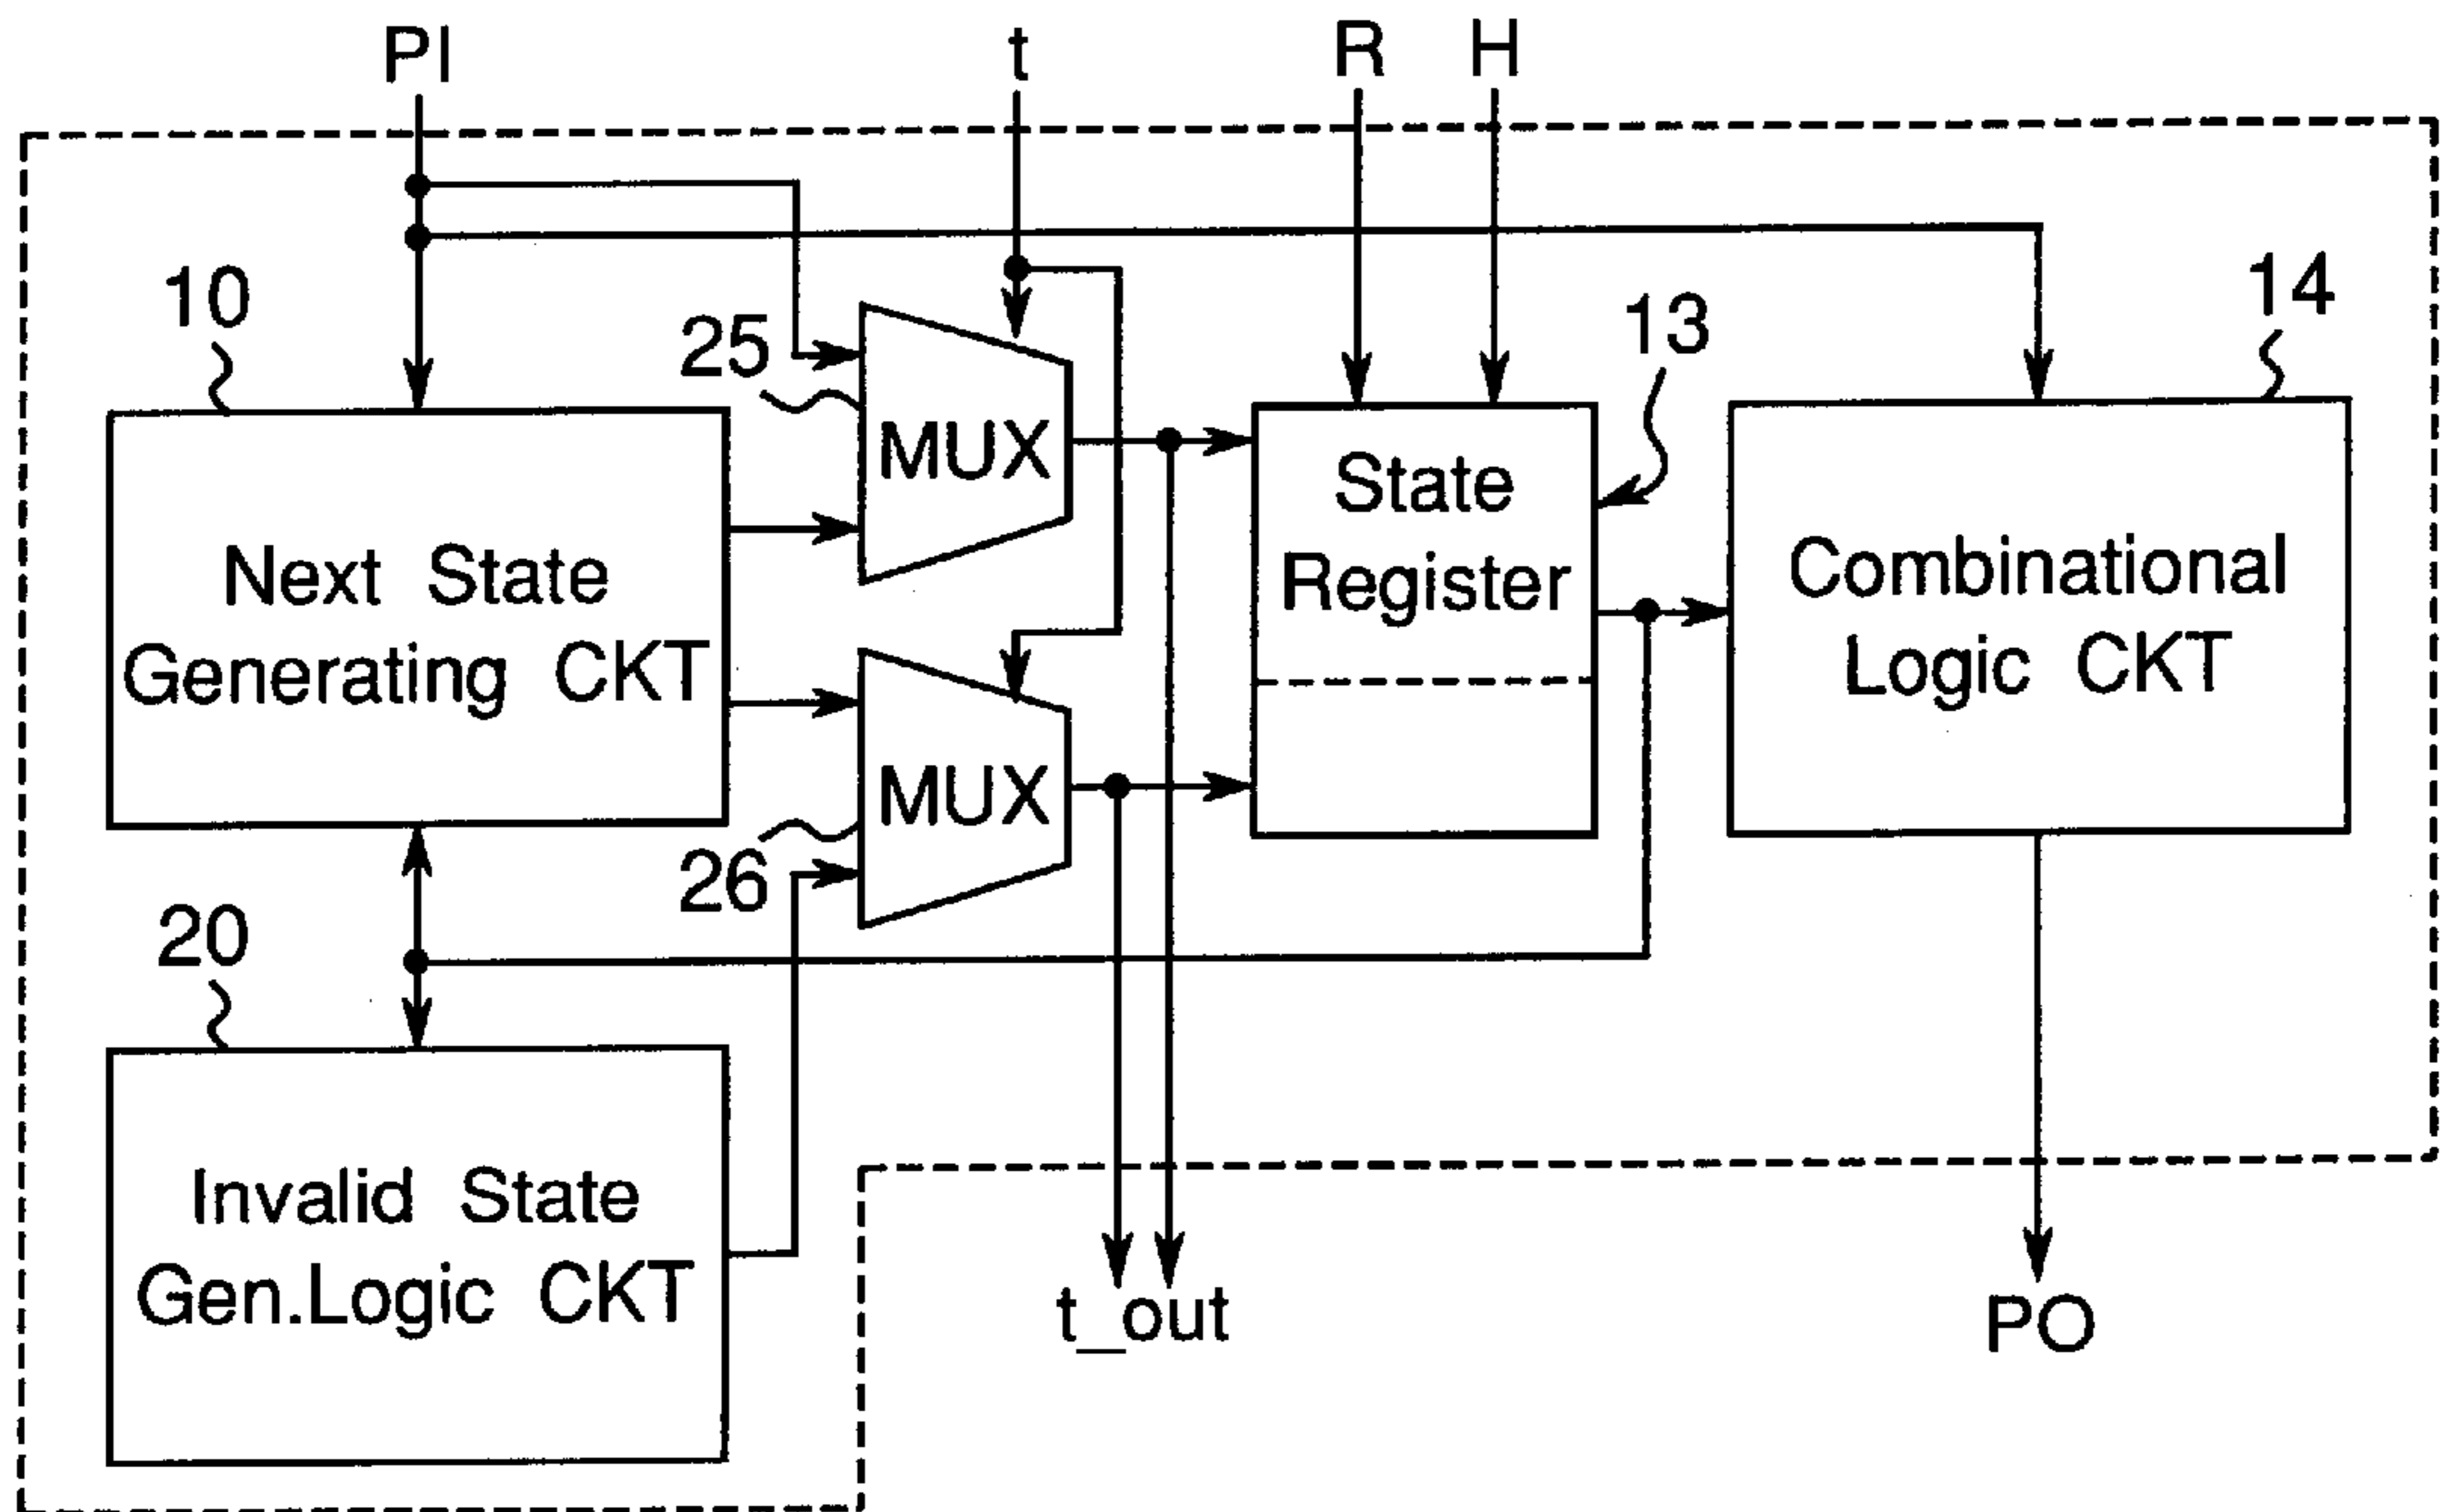 PI
t
R
H
10
25
13
14
MUX
State
Register
Next State
Generating CKT
Combinational
Logic CKT
MUX
26
20
Invalid State
Gen.Logic CKT
t_out
PO